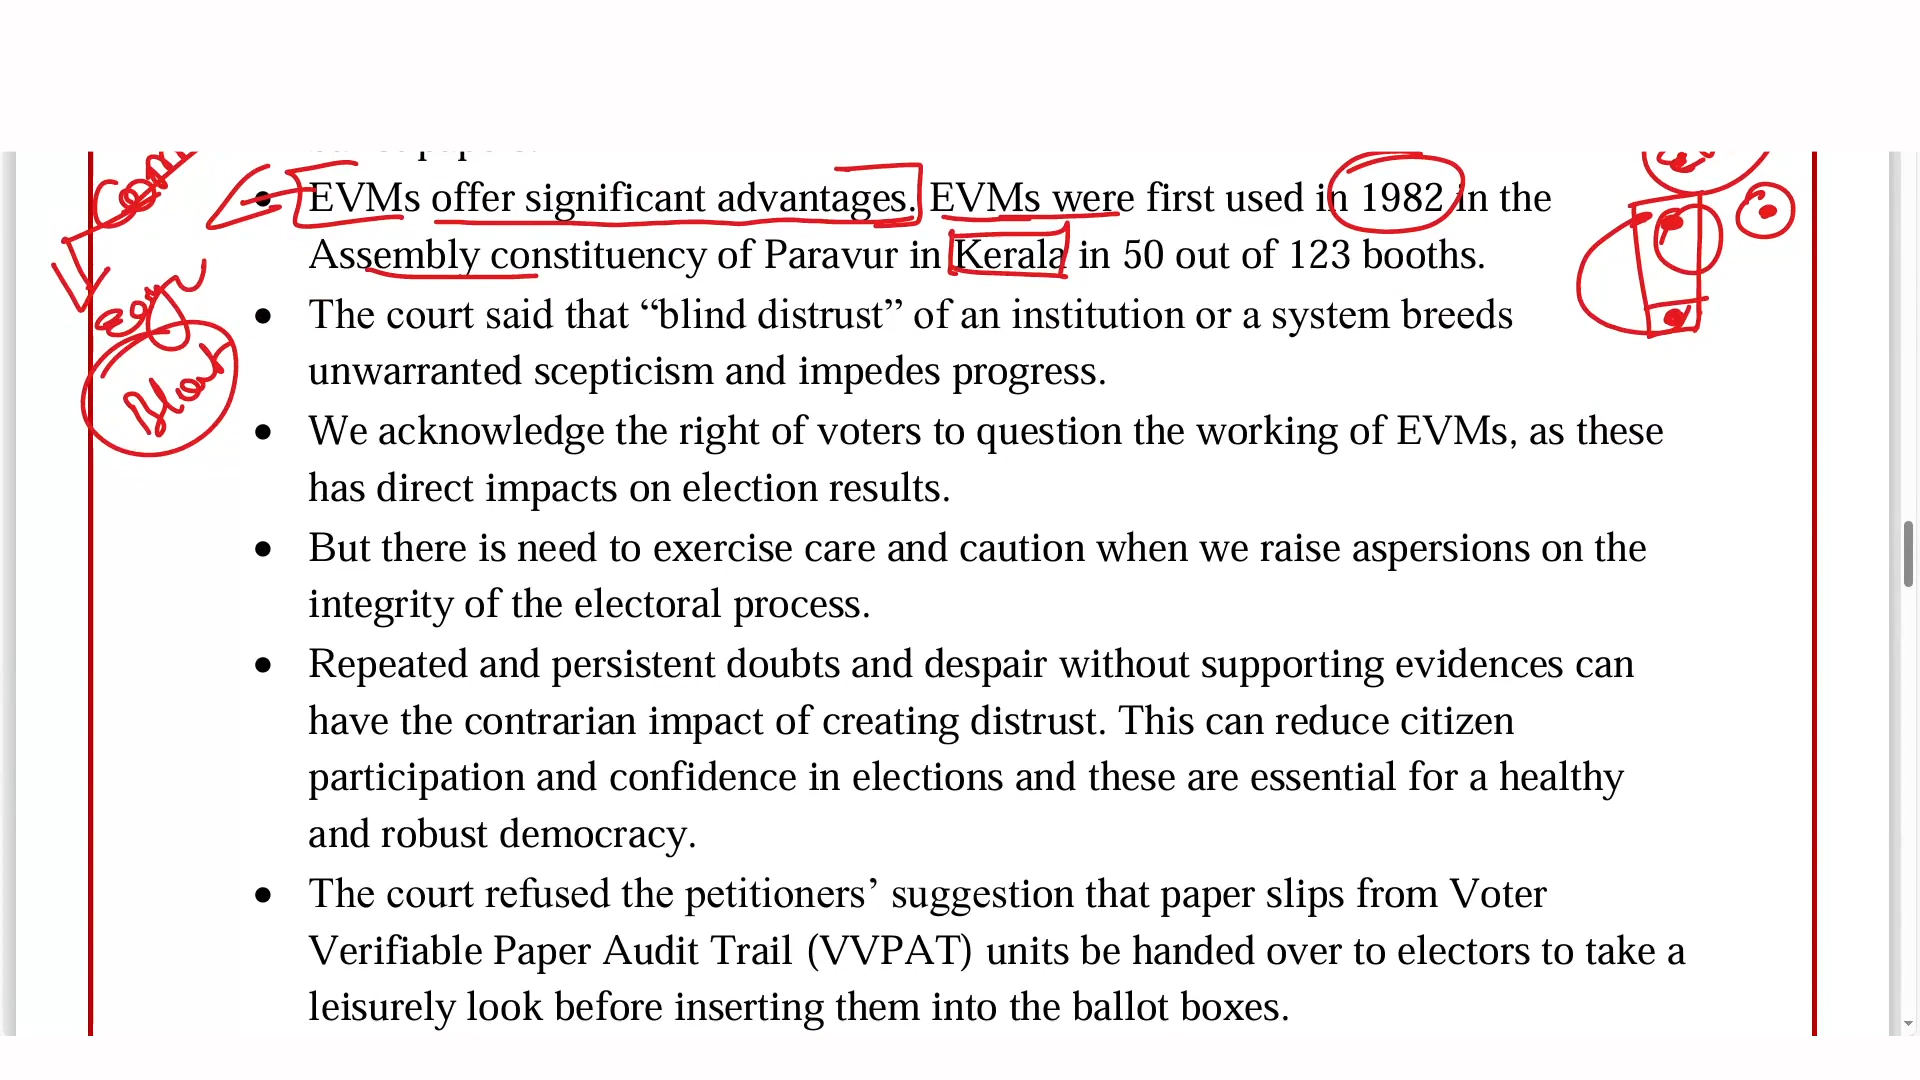 • EVMs offer significant advantages. EVMs were first used in 1982 in the
Assembly constituency of Paravur in Kerala in 50 out of 123 booths.
• The court said that “blind distrust” of an institution or a system breeds
unwarranted scepticism and impedes progress.
• We acknowledge the right of voters to question the working of EVMs, as these
has direct impacts on election results.
• But there is need to exercise care and caution when we raise aspersions on the
integrity of the electoral process.
• Repeated and persistent doubts and despair without supporting evidences can
have the contrarian impact of creating distrust. This can reduce citizen
participation and confidence in elections and these are essential for a healthy
and robust democracy.
• The court refused the petitioners’ suggestion that paper slips from Voter
Verifiable Paper Audit Trail (VVPAT) units be handed over to electors to take a
leisurely look before inserting them into the ballot boxes.